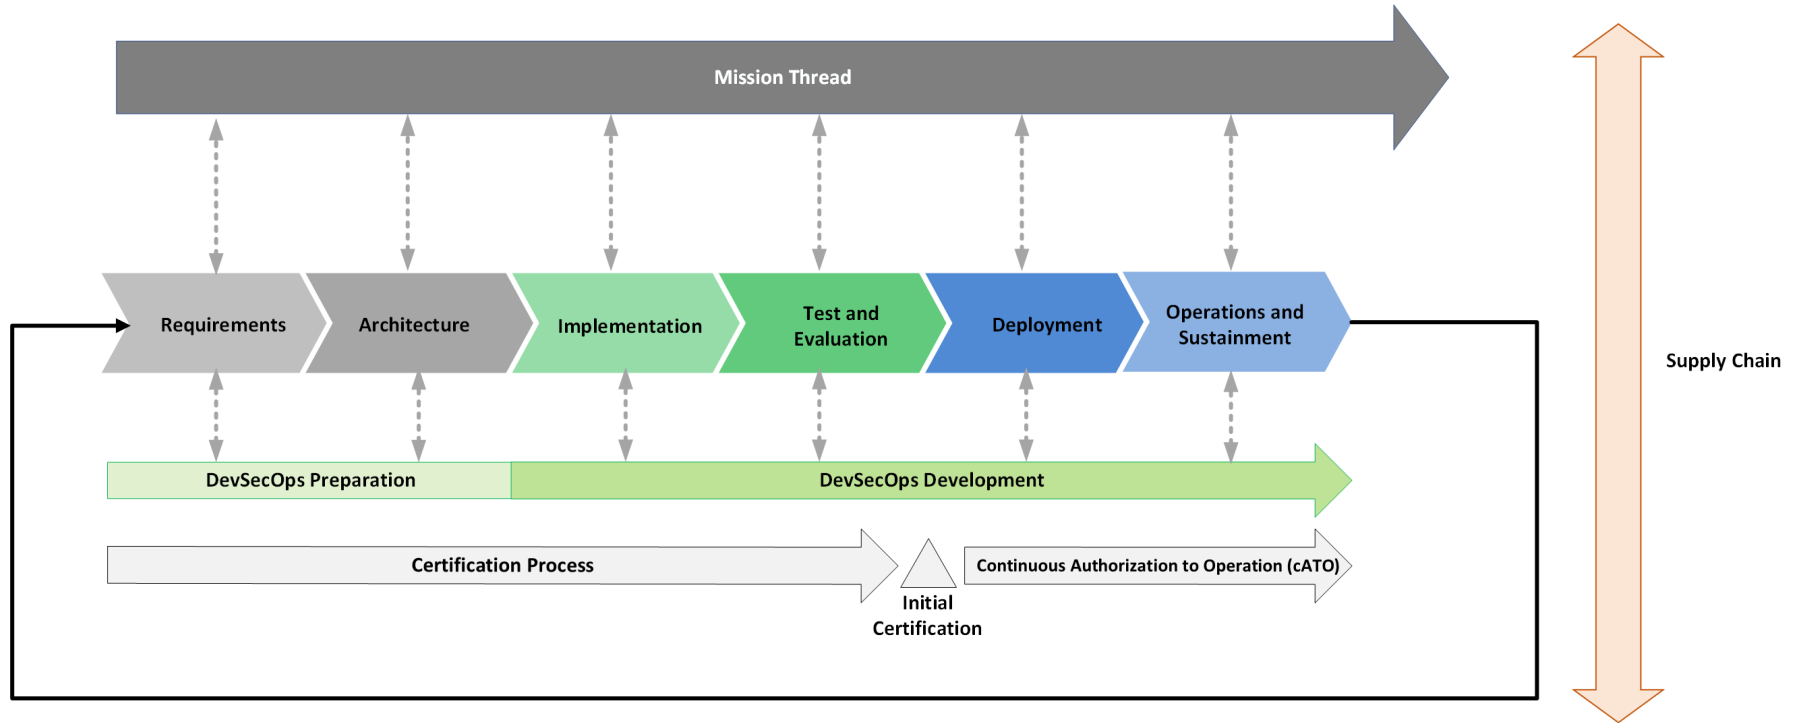 Mission Thread
Requirements
Architecture
Implementation
Test and
Evaluation
Deployment
Operations and
Sustainment
Supply Chain
DevSecOps Preparation
DevSecOps Development
Certification Process
Initial
Certification
Continuous Authorization to Operation (cATO)